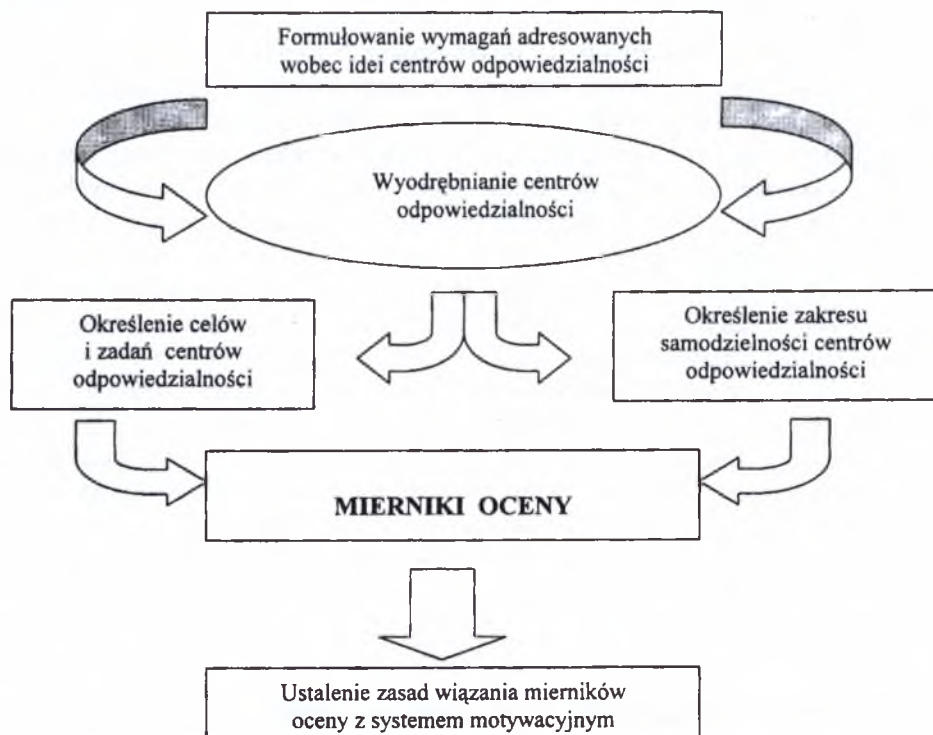 Formułowanie wymagań adresowanych
wobec idei centrów odpowiedzialności
Wyodrębnianie centrów
odpowiedzialności
Określenie celów
i zadań centrów
odpowiedzialności
Określenie zakresu
samodzielności centrów
odpowiedzialności
MIERNIKI OCENY
Ustalenie zasad wiązania mierników
oceny z systemem motywacyjnym